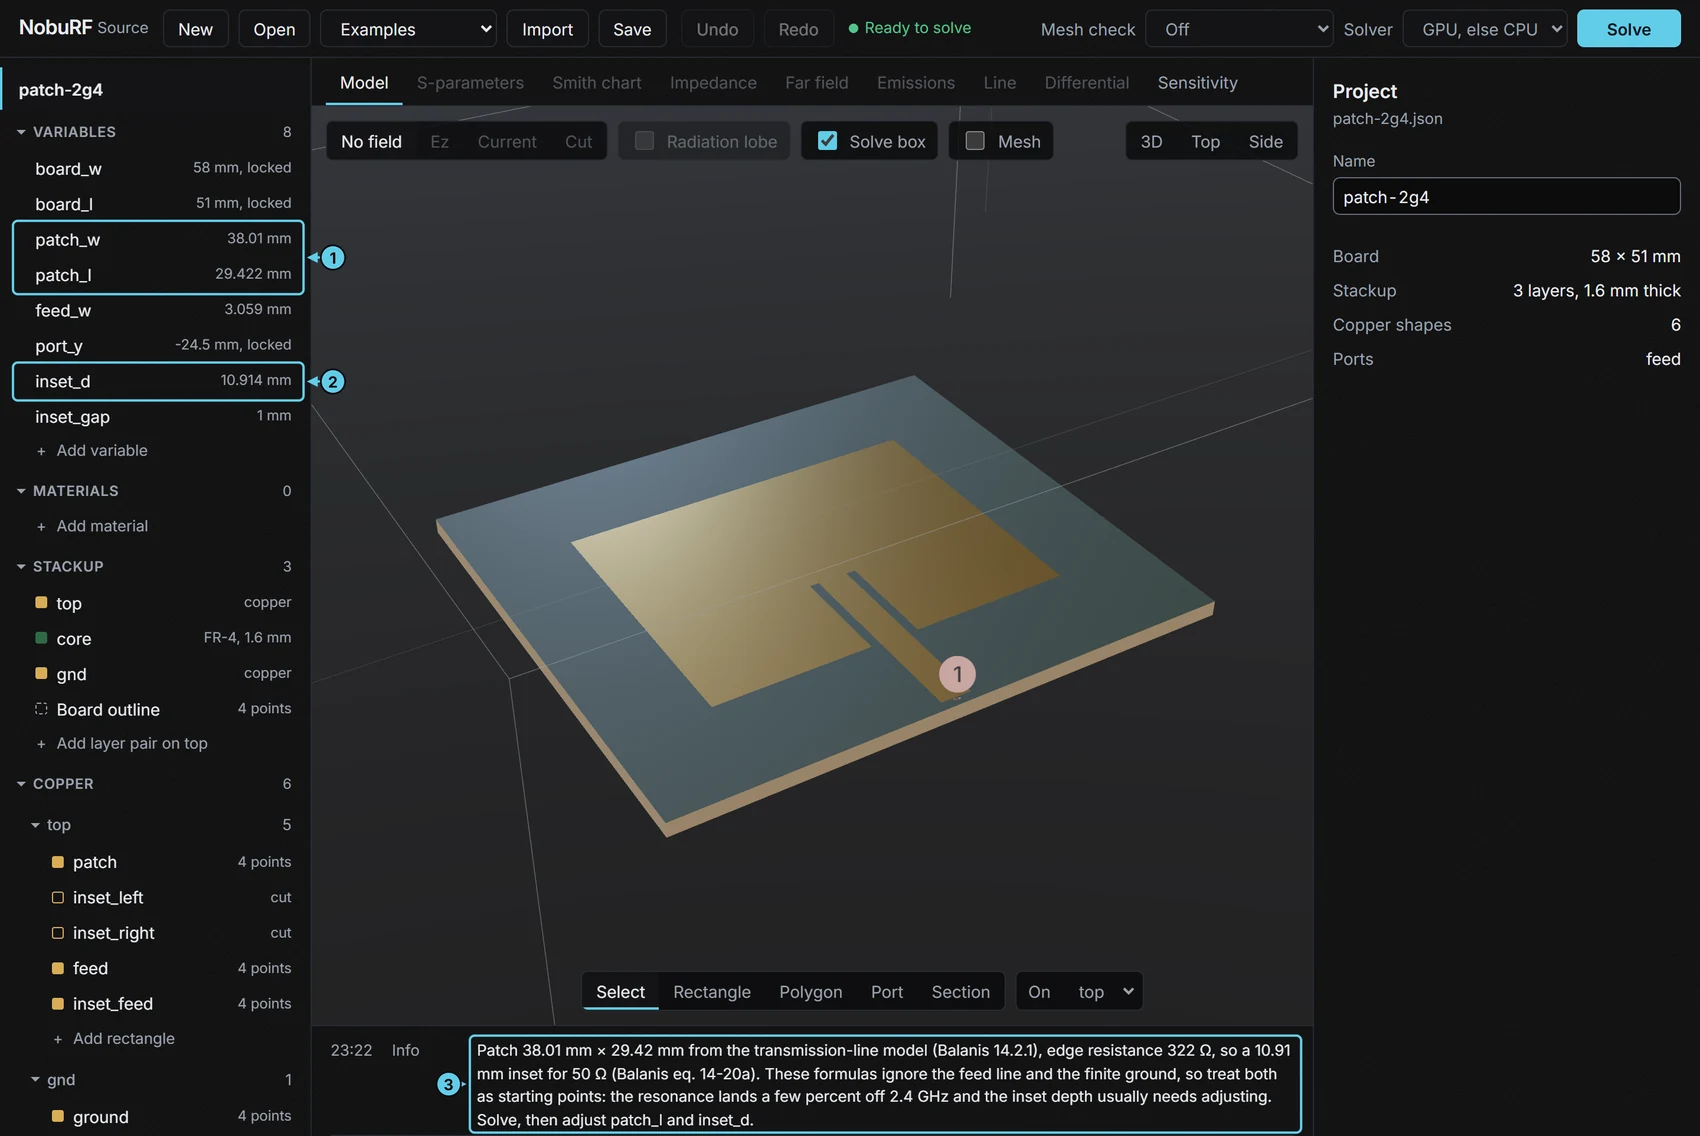 NobuRF Source New Open Examples Import Save Undo Redo Ready to solve Mesh check Off Solver GPU, else CPU Solve
patch-2g4
VARIABLES 8
board_w 58 mm, locked
board_l 51 mm, locked
patch_w 38.01 mm
1
patch_l 29.422 mm
feed_w 3.059 mm
port_y -24.5 mm, locked
inset_d 10.914 mm
2
inset_gap 1 mm
+ Add variable
MATERIALS 0
+ Add material
STACKUP 3
top copper
core FR-4, 1.6 mm
gnd copper
Board outline 4 points
+ Add layer pair on top
COPPER 6
top 5
patch 4 points
inset_left cut
inset_right cut
feed 4 points
inset_feed 4 points
+ Add rectangle
gnd 1
ground 4 points
Model S-parameters Smith chart Impedance Far field Emissions Line Differential Sensitivity
No field Ez Current Cut Radiation lobe Solve box Mesh 3D Top Side
1
Select Rectangle Polygon Port Section On top
23:22 Info
3
Patch 38.01 mm × 29.42 mm from the transmission-line model (Balanis 14.2.1), edge resistance 322 Ω, so a 10.91
mm inset for 50 Ω (Balanis eq. 14-20a). These formulas ignore the feed line and the finite ground, so treat both
as starting points: the resonance lands a few percent off 2.4 GHz and the inset depth usually needs adjusting.
Solve, then adjust patch_l and inset_d.
Project
patch-2g4.json
Name
patch-2g4
Board 58 × 51 mm
Stackup 3 layers, 1.6 mm thick
Copper shapes 6
Ports feed